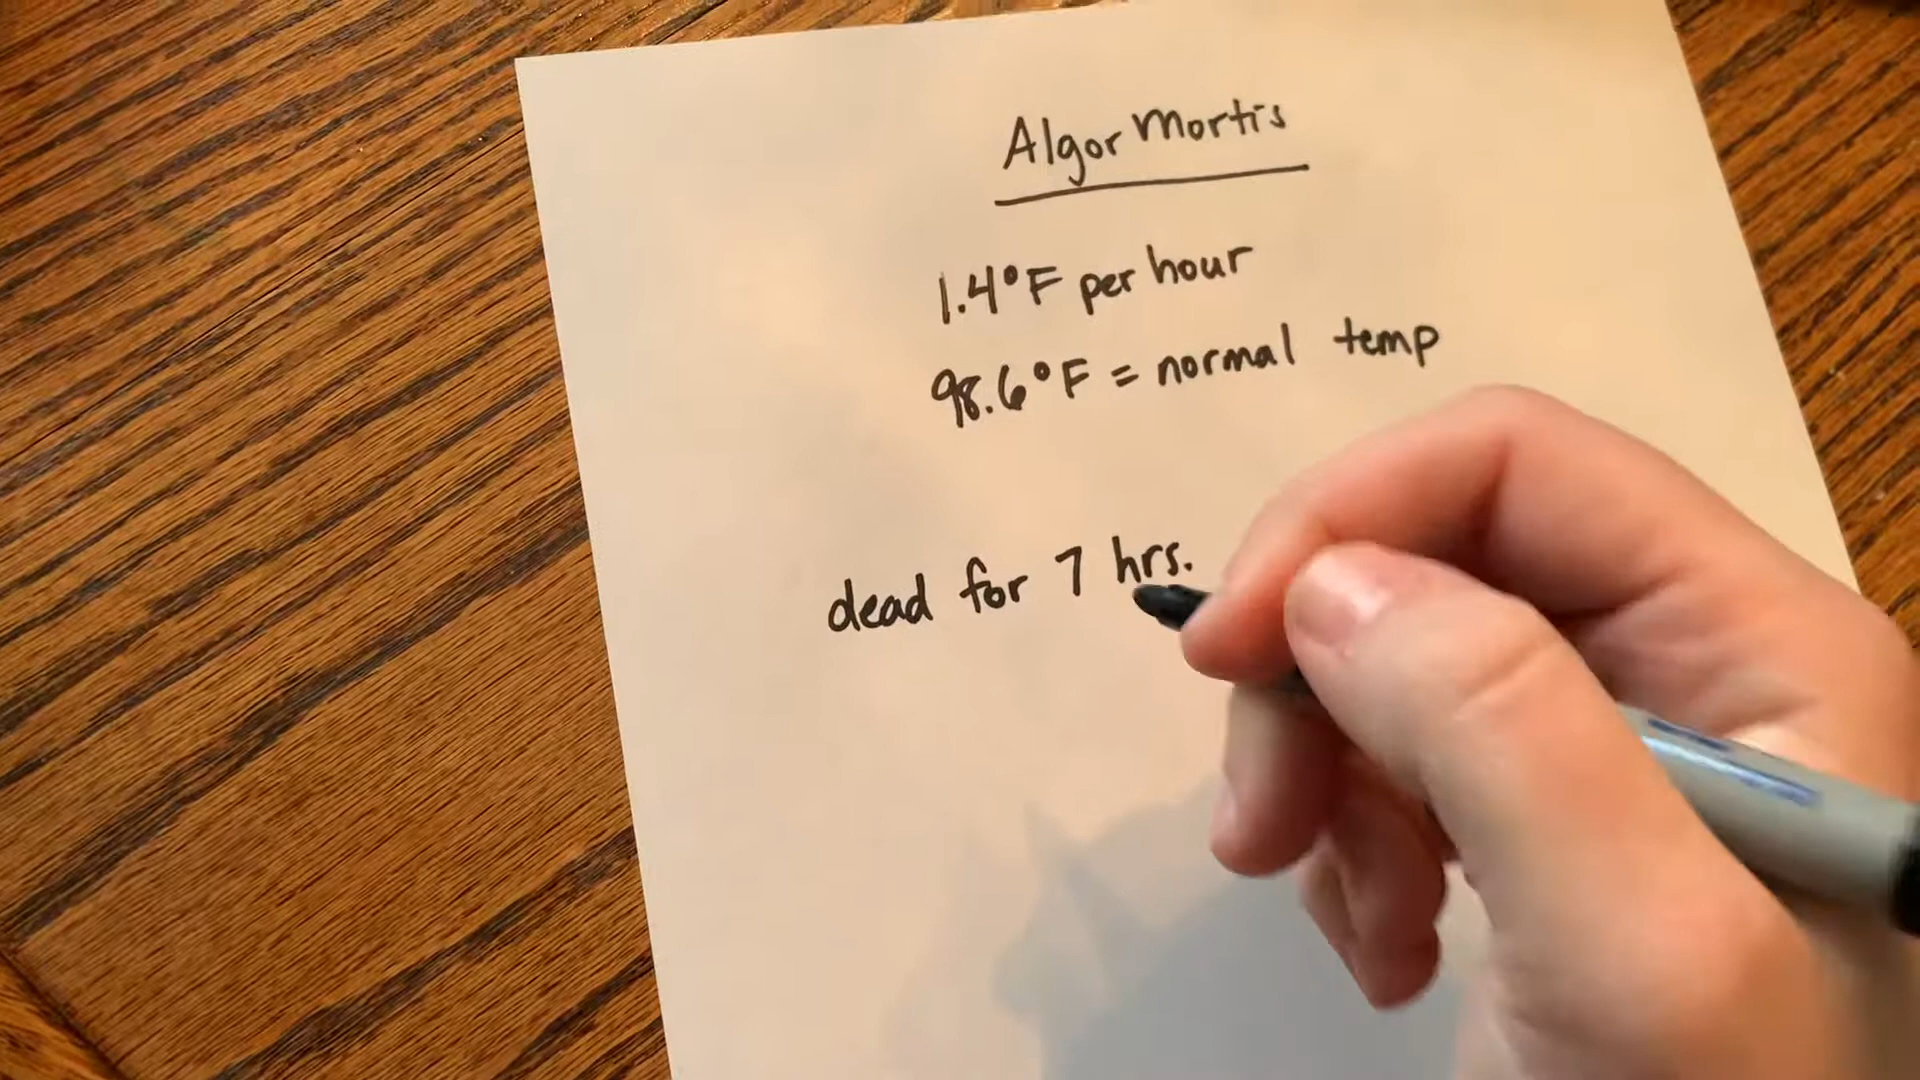 Algor Mortis
1.4°F per hour
98.6°F = normal temp
dead for 7 hrs.